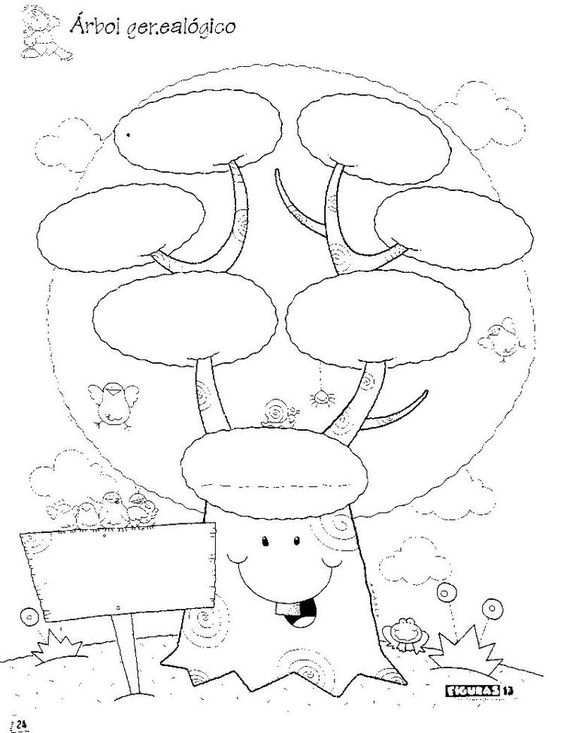 Árbol genealógico
FIGURAS 13
24